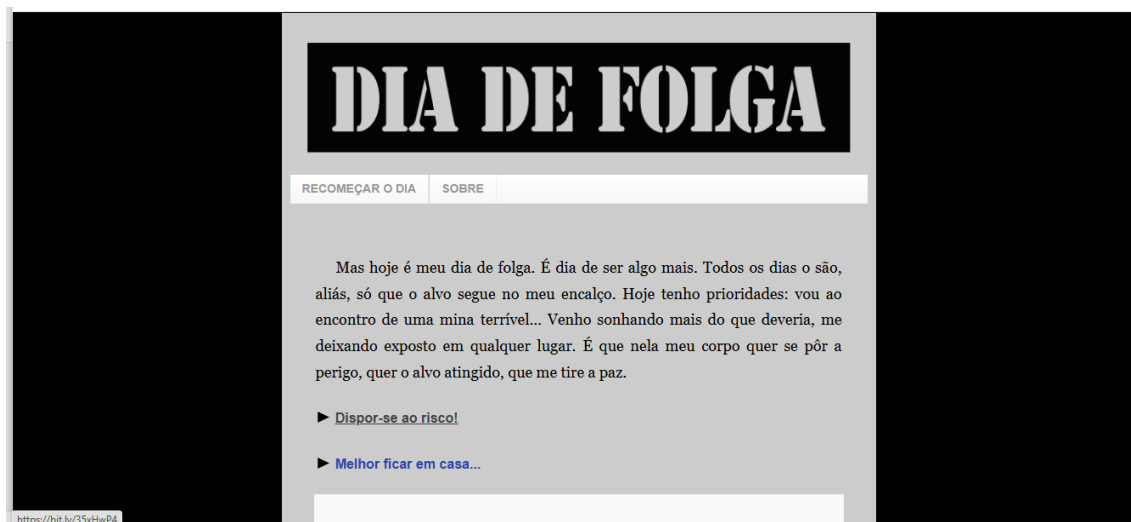 DIA DE FOLGA
RECOMEÇAR O DIA SOBRE
Mas hoje é meu dia de folga. É dia de ser algo mais. Todos os dias o são,
aliás, só que o alvo segue no meu encalço. Hoje tenho prioridades: vou ao
encontro de uma mina terrível... Venho sonhando mais do que deveria, me
deixando exposto em qualquer lugar. É que nela meu corpo quer se pôr a
perigo, quer o alvo atingido, que me tire a paz.
► Dispor-se ao risco!
► Melhor ficar em casa...
https://bit.ly/35xHwP4